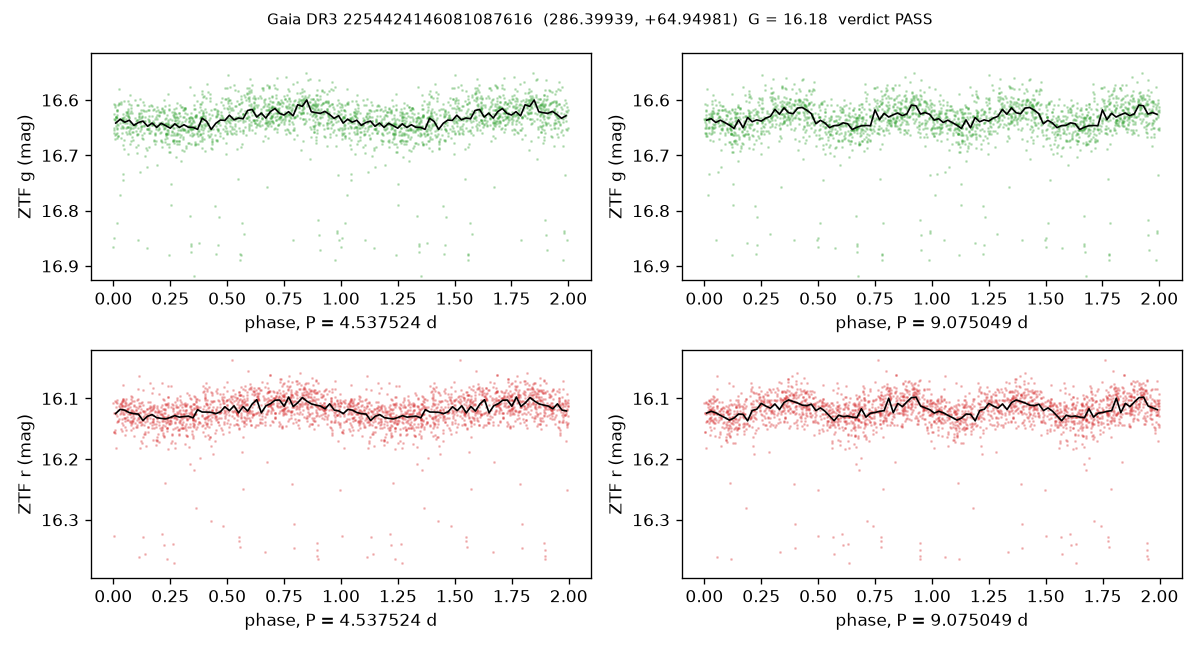 Gaia DR3 2254424146081087616  (286.39939, +64.94981)  G = 16.18  verdict PASS
ZTF g (mag)
16.6
16.7
16.8
16.9
0.00 0.25 0.50 0.75 1.00 1.25 1.50 1.75 2.00
phase, P = 4.537524 d
ZTF g (mag)
16.6
16.7
16.8
16.9
0.00 0.25 0.50 0.75 1.00 1.25 1.50 1.75 2.00
phase, P = 9.075049 d
ZTF r (mag)
16.1
16.2
16.3
0.00 0.25 0.50 0.75 1.00 1.25 1.50 1.75 2.00
phase, P = 4.537524 d
ZTF r (mag)
16.1
16.2
16.3
0.00 0.25 0.50 0.75 1.00 1.25 1.50 1.75 2.00
phase, P = 9.075049 d